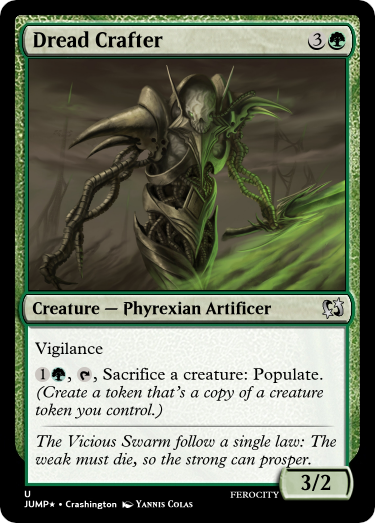 Dread Crafter 3
Creature — Phyrexian Artificer
Vigilance
1, , Sacrifice a creature: Populate.
(Create a token that's a copy of a creature
token you control.)
The Vicious Swarm follow a single law: The
weak must die, so the strong can prosper.
3/2
U FEROCITY
JUMP★ • Crashington Yannis Colas